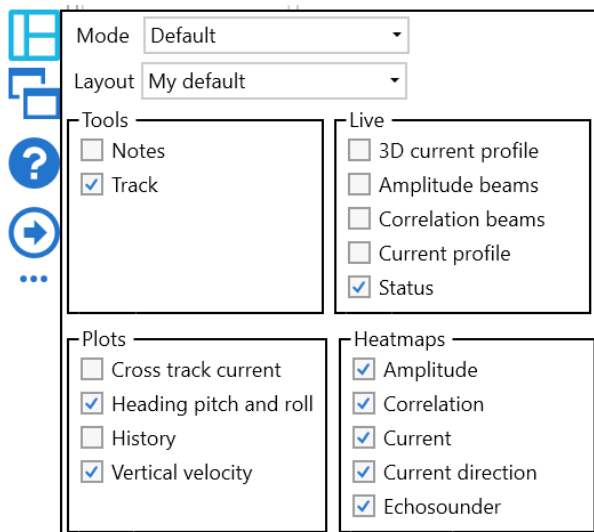 Mode Default
Layout My default
Tools
Notes
Track
Live
3D current profile
Amplitude beams
Correlation beams
Current profile
Status
Plots
Cross track current
Heading pitch and roll
History
Vertical velocity
Heatmaps
Amplitude
Correlation
Current
Current direction
Echosounder